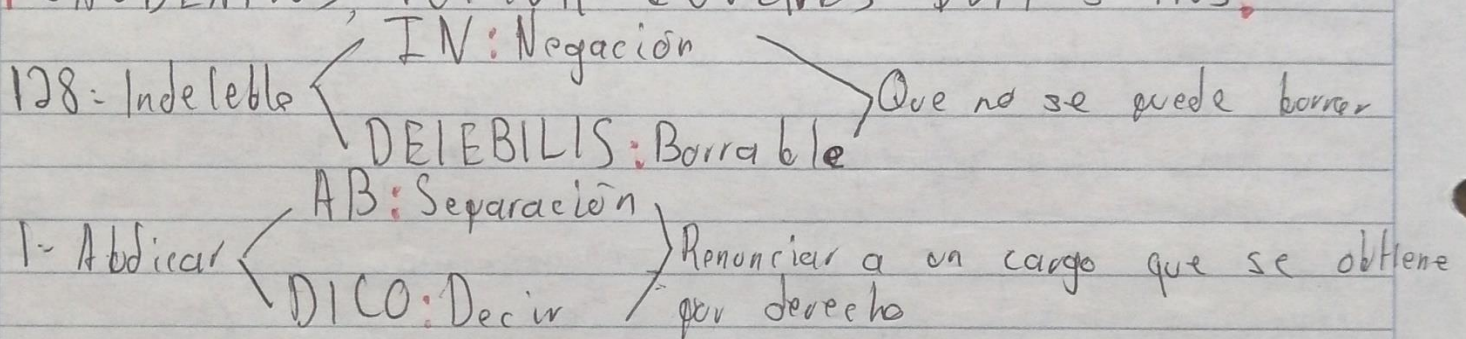 IN: Negación
128- Indeleble
Que no se puede borrar
DELEBILIS: Borrable
AB: Separación
1- Abdicar
Renunciar a un cargo que se obtiene
DICO: Decir
por derecho